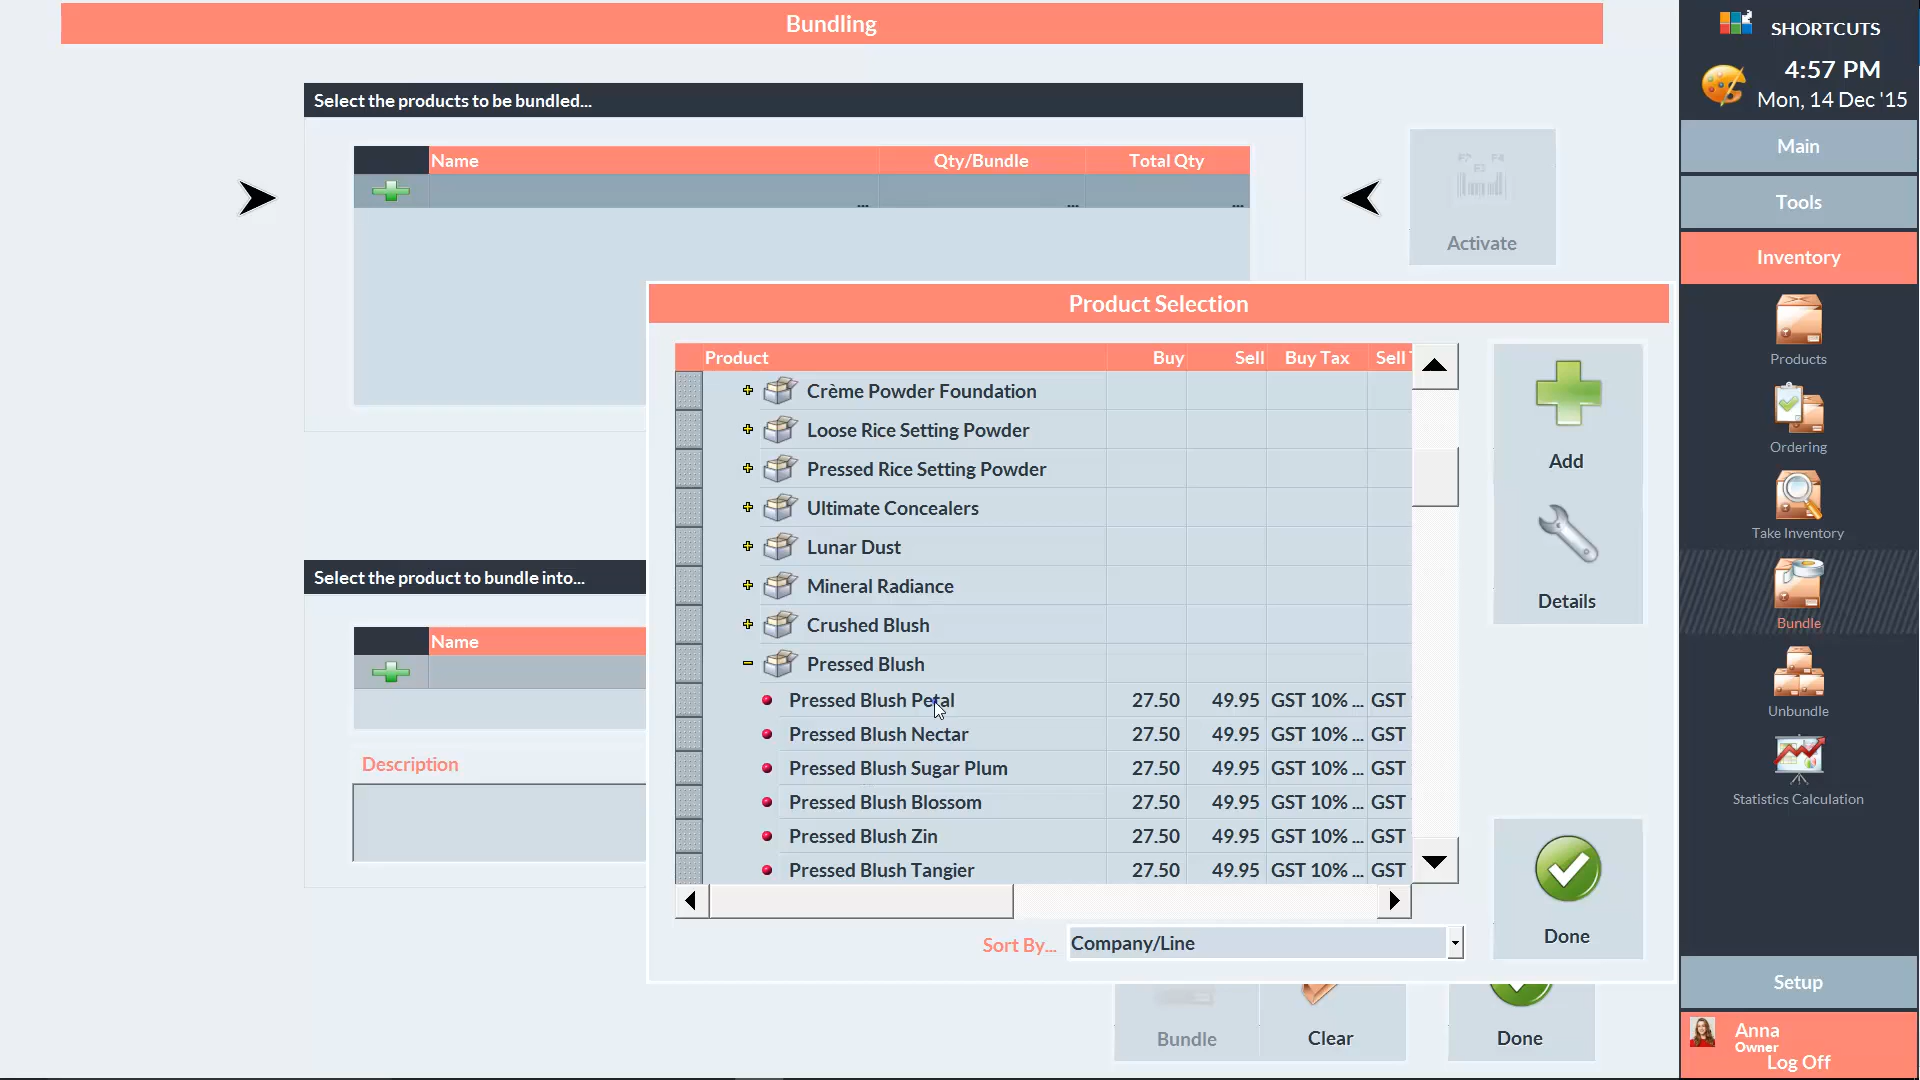 Bundling
Select the products to be bundled...
Name Qty/Bundle Total Qty
... ... ...
F7 F4
F3
Activate
Product Selection
Product Buy Sell Buy Tax Sell
Crème Powder Foundation
Loose Rice Setting Powder
Pressed Rice Setting Powder
Ultimate Concealers
Lunar Dust
Mineral Radiance
Crushed Blush
Pressed Blush
Pressed Blush Petal 27.50 49.95 GST 10% ... GST
Pressed Blush Nectar 27.50 49.95 GST 10% ... GST
Pressed Blush Sugar Plum 27.50 49.95 GST 10% ... GST
Pressed Blush Blossom 27.50 49.95 GST 10% ... GST
Pressed Blush Zin 27.50 49.95 GST 10% ... GST
Pressed Blush Tangier 27.50 49.95 GST 10% ... GST
Sort By... Company/Line
Add
Details
Done
Select the product to bundle into...
Name
Description
Bundle
Clear
Done
SHORTCUTS
4:57 PM
Mon, 14 Dec '15
Main
Tools
Inventory
Products
Ordering
Take Inventory
Bundle
Unbundle
Statistics Calculation
Setup
Anna
Owner
Log Off